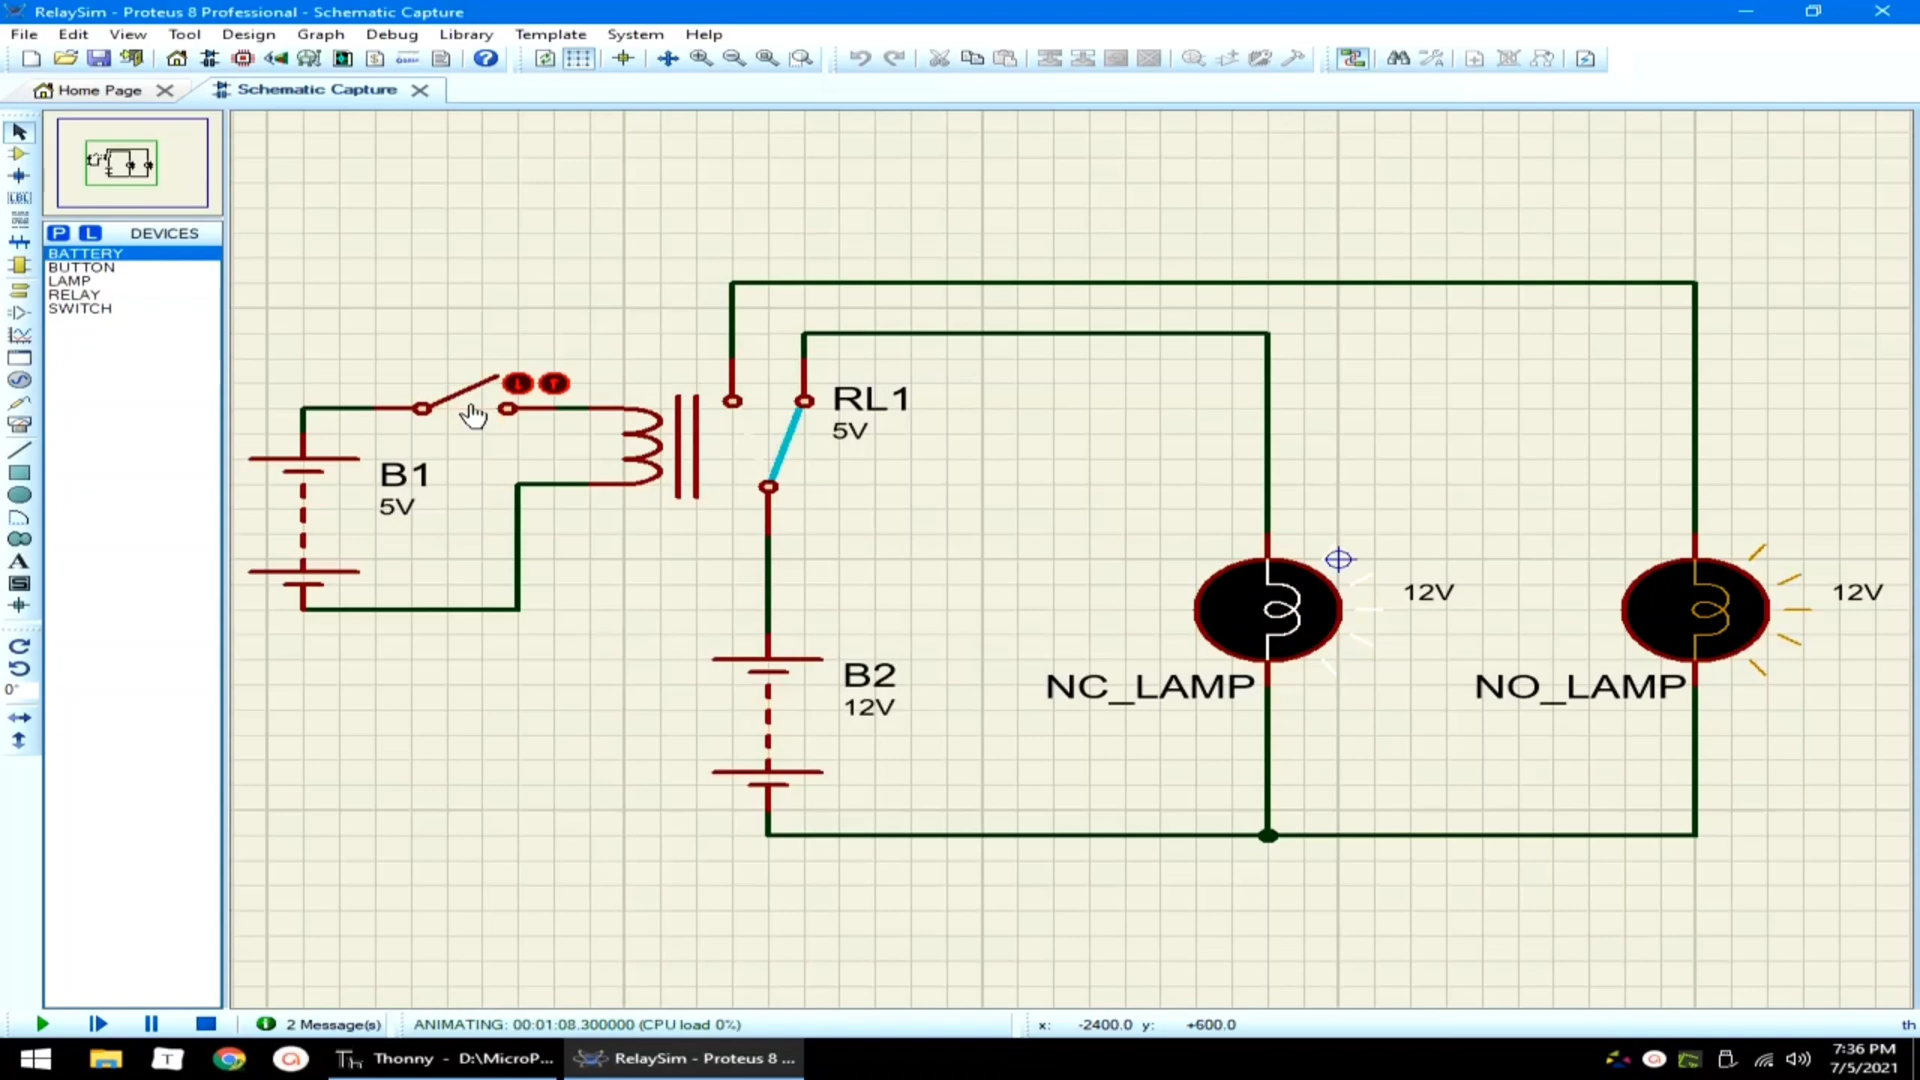 RelaySim - Proteus 8 Professional - Schematic Capture
File Edit View Tool Design Graph Debug Library Template System Help
Home Page Schematic Capture
LBL
P L DEVICES
BATTERY
BUTTON
LAMP
RELAY
SWITCH
A
S
0°
RL1
5V
B1
5V
12V
12V
B2
12V
NC_LAMP
NO_LAMP
2 Message(s) ANIMATING: 00:01:08.300000 (CPU load 0%) x: -2400.0 y: +600.0 th
Thonny - D:\MicroP... RelaySim - Proteus 8 ... 7:36 PM
7/5/2021